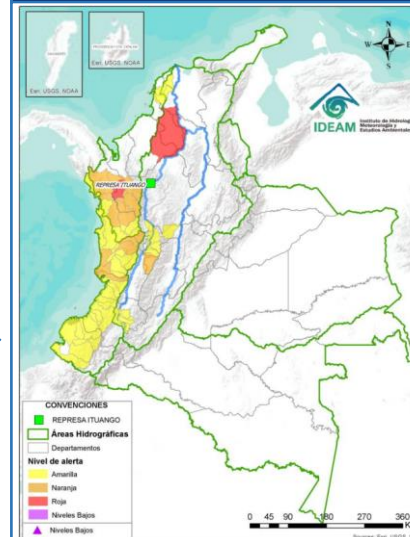 Esri, USGS, NOAA
Esri, USGS, NOAA
W
E
S
IDEAM
Instituto de Hidrología
Meteorología y
Estudios Ambientales
REPRESA ITUANGO
CONVENCIONES
REPRESA ITUANGO
Áreas Hidrográficas
Departamentos
Nivel de alerta
Amarilla
Naranja
Roja
Niveles Bajos
Niveles Bajos
0 45 90 180 270 360